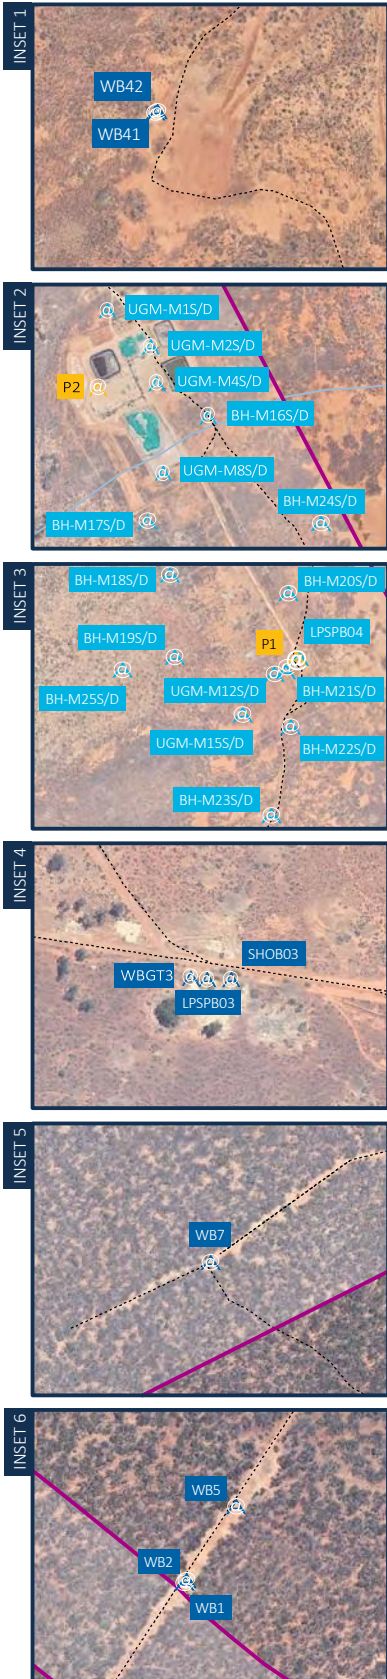 INSET 1
WB42
WB41
INSET 2
UGM-M1S/D
UGM-M2S/D
P2
UGM-M4S/D
BH-M16S/D
UGM-M8S/D
BH-M24S/D
BH-M17S/D
INSET 3
BH-M18S/D
BH-M20S/D
LPSPB04
BH-M19S/D
P1
BH-M25S/D
UGM-M12S/D
BH-M21S/D
UGM-M15S/D
BH-M22S/D
BH-M23S/D
INSET 4
SHOB03
WBGT3
LPSPB03
INSET 5
WB7
INSET 6
WB5
WB2
WB1